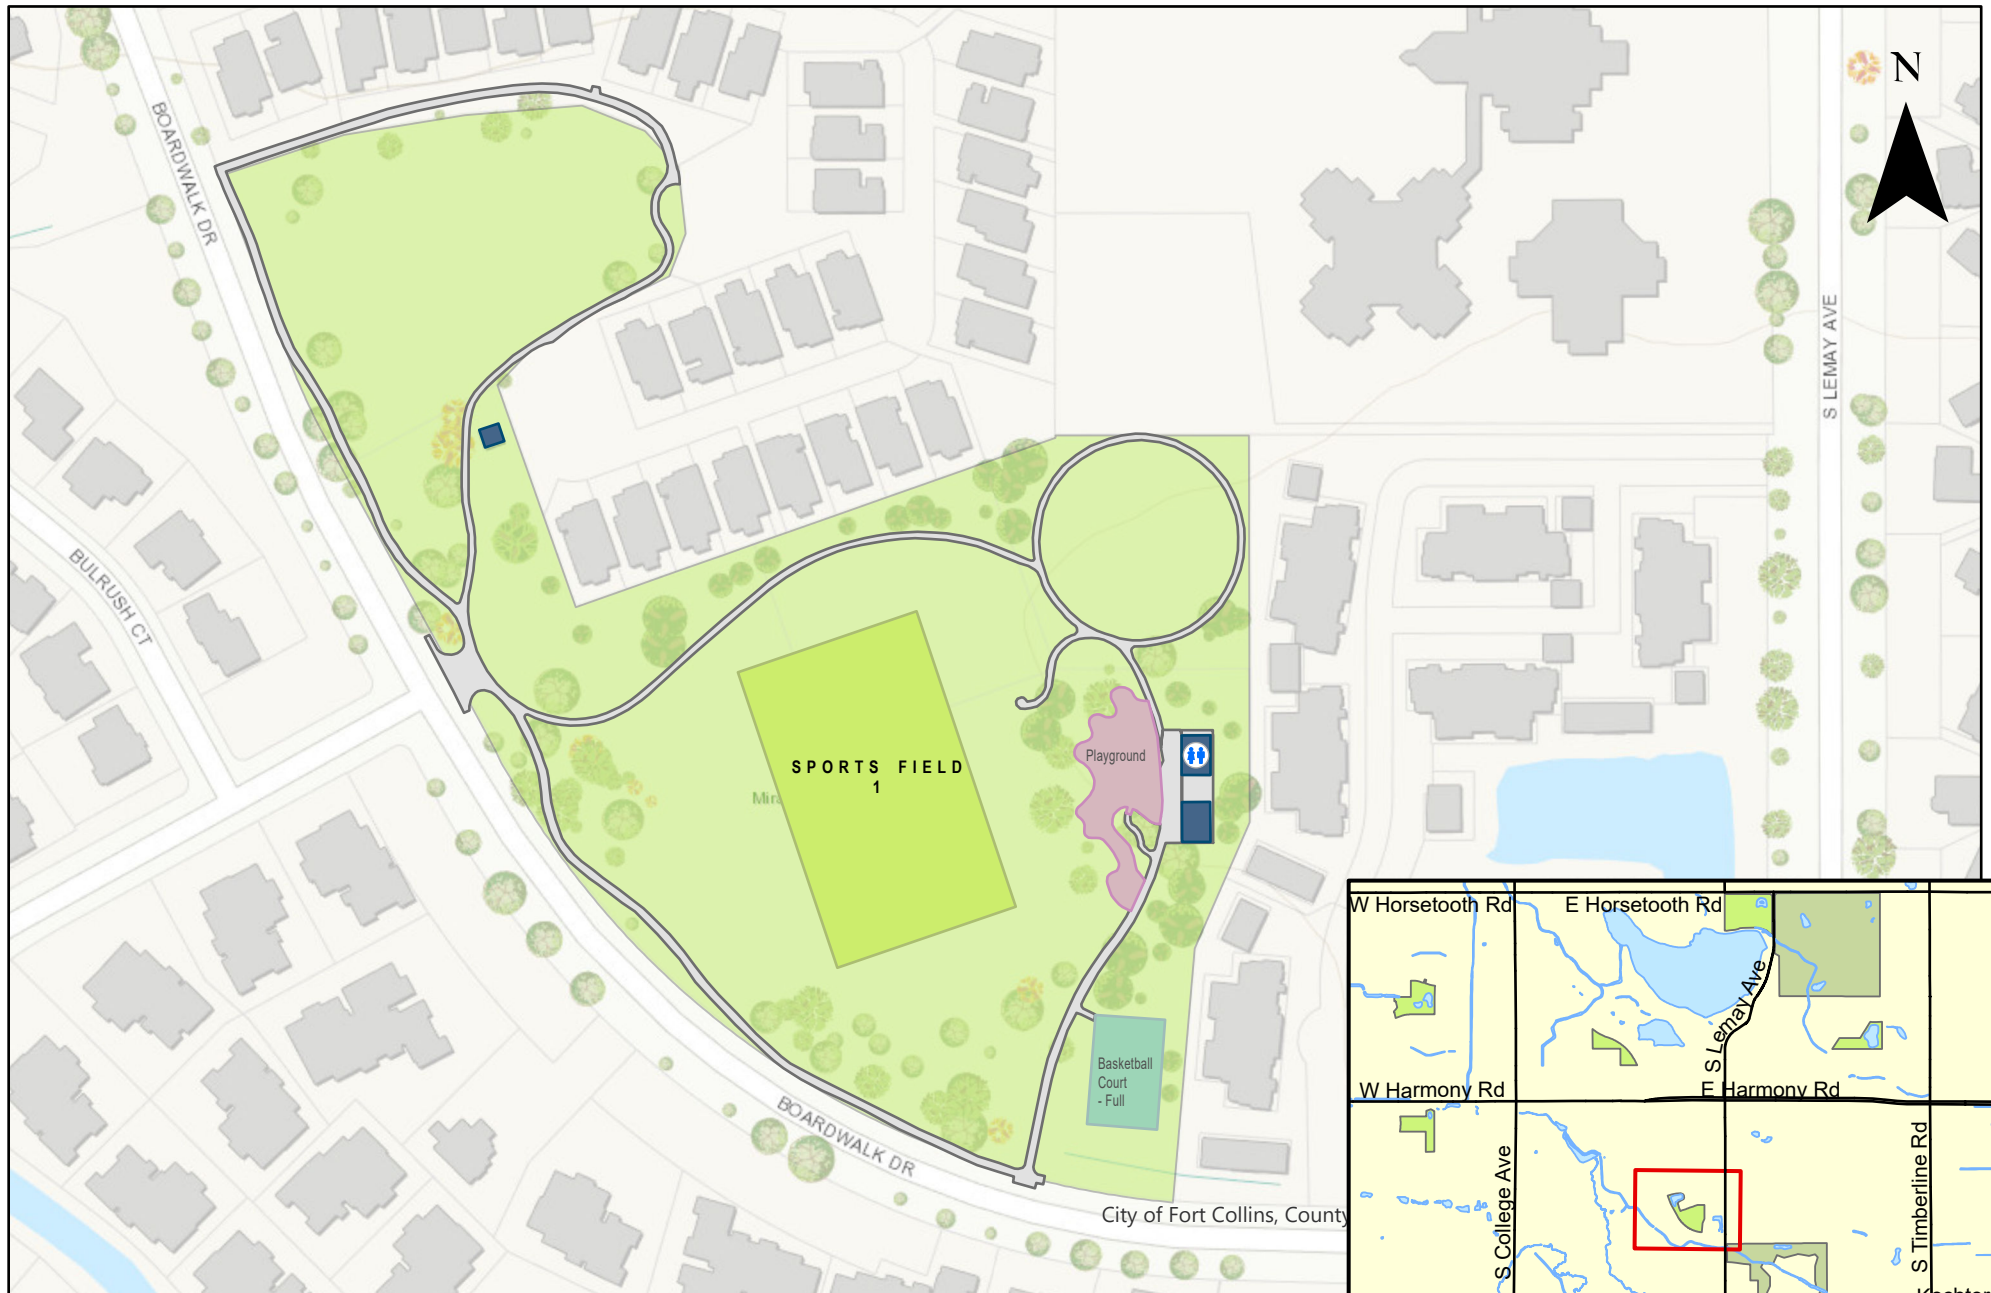 N
BOARDWALK DR
S LEMAY AVE
BULRUSH CT
Playground
SPORTS FIELD
1
Basketball
Court
- Full
BOARDWALK DR
City of Fort Collins, County
W Horsetooth Rd
E Horsetooth Rd
S Lemay Ave
W Harmony Rd
E Harmony Rd
S College Ave
S Timberline Rd